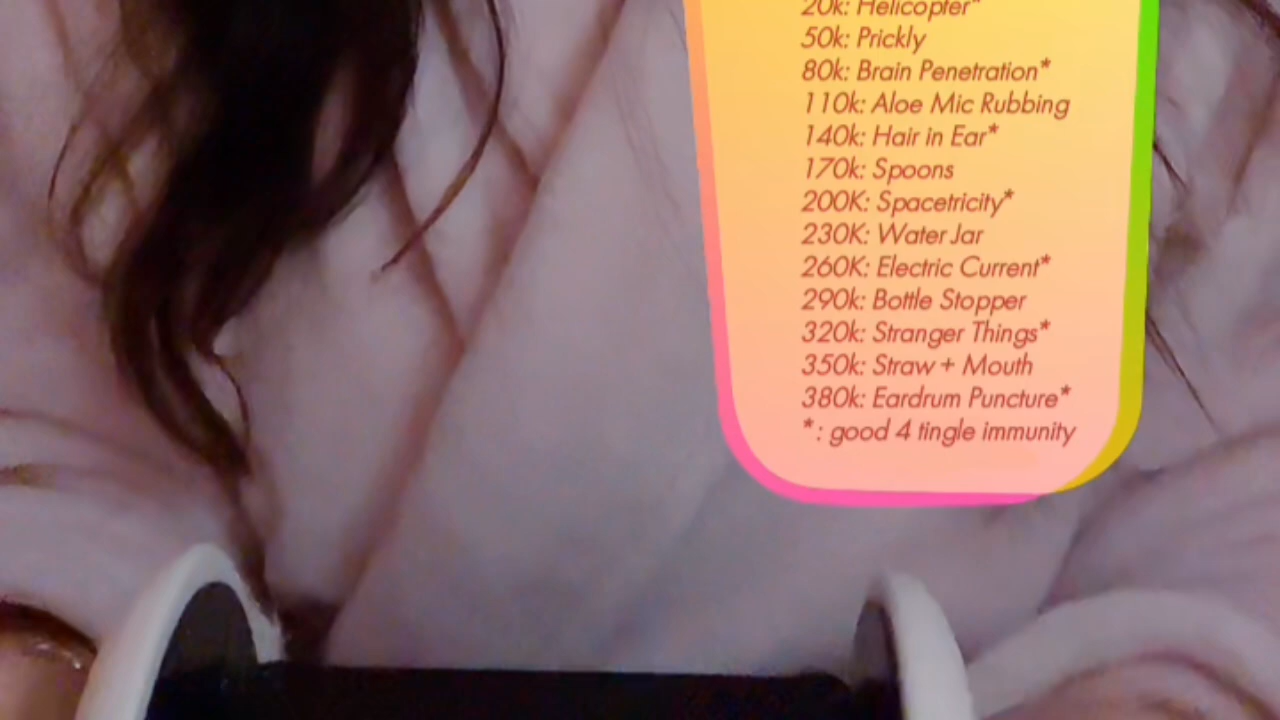 20k: Helicopter*
50k: Prickly
80k: Brain Penetration*
110k: Aloe Mic Rubbing
140k: Hair in Ear*
170k: Spoons
200K: Spacetricity*
230K: Water Jar
260K: Electric Current*
290k: Bottle Stopper
320k: Stranger Things*
350k: Straw + Mouth
380k: Eardrum Puncture*
*: good 4 tingle immunity